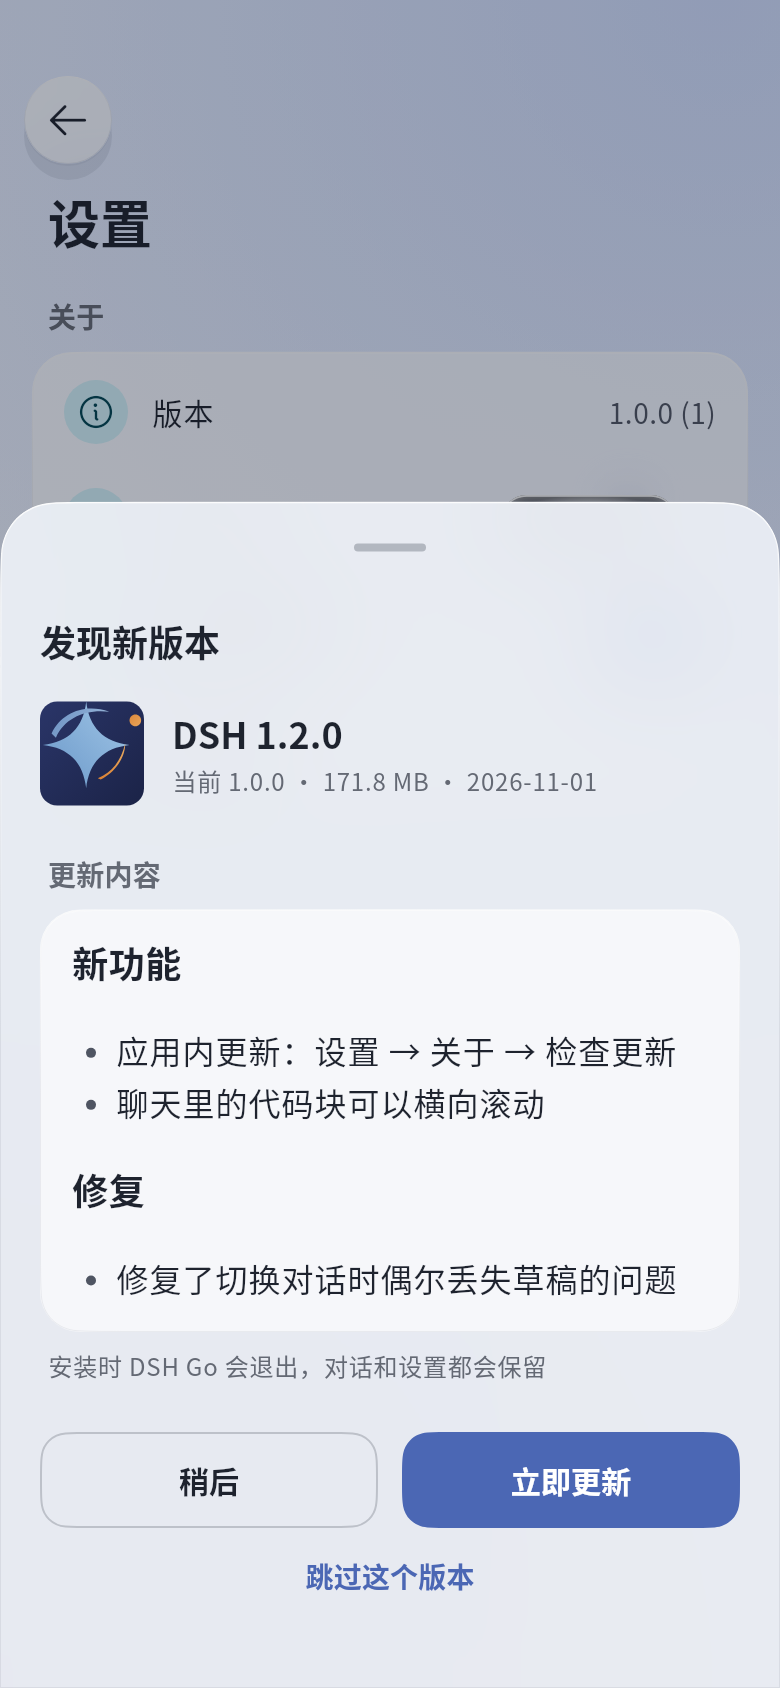 设置
关于
版本 1.0.0 (1)
发现新版本
DSH 1.2.0
当前 1.0.0 · 171.8 MB · 2026-11-01
更新内容
新功能
• 应用内更新：设置 → 关于 → 检查更新
• 聊天里的代码块可以横向滚动
修复
• 修复了切换对话时偶尔丢失草稿的问题
安装时 DSH Go 会退出，对话和设置都会保留
稍后 立即更新
跳过这个版本